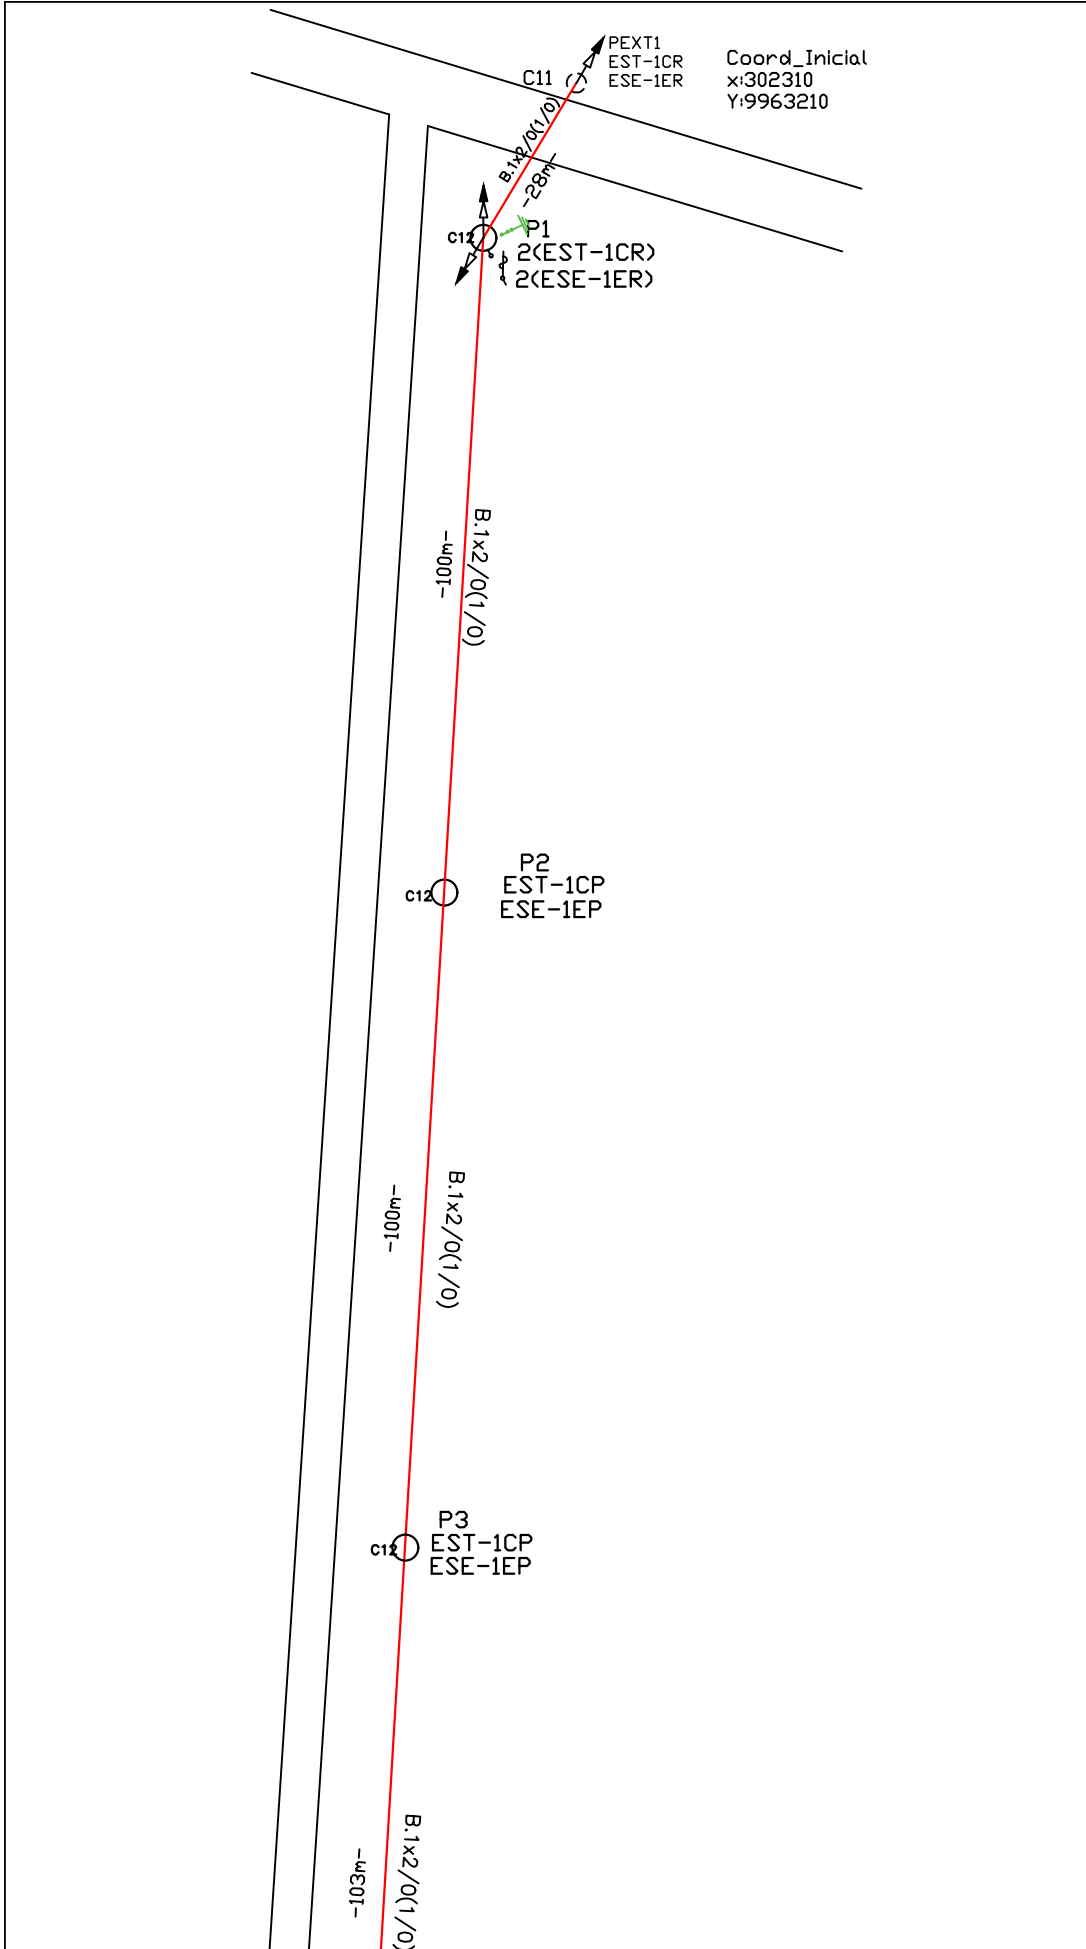 PEXT1
EST-1CR
ESE-1ER
C11
Coord_Inicial
x:302310
Y:9963210
B.1x2/0(1/0)
-28m-
C12
P1
2(EST-1CR)
2(ESE-1ER)
-100m-
B.1x2/0(1/0)
P2
EST-1CP
ESE-1EP
C12
-100m-
B.1x2/0(1/0)
P3
EST-1CP
ESE-1EP
C12
-103m-
B.1x2/0(1/0)